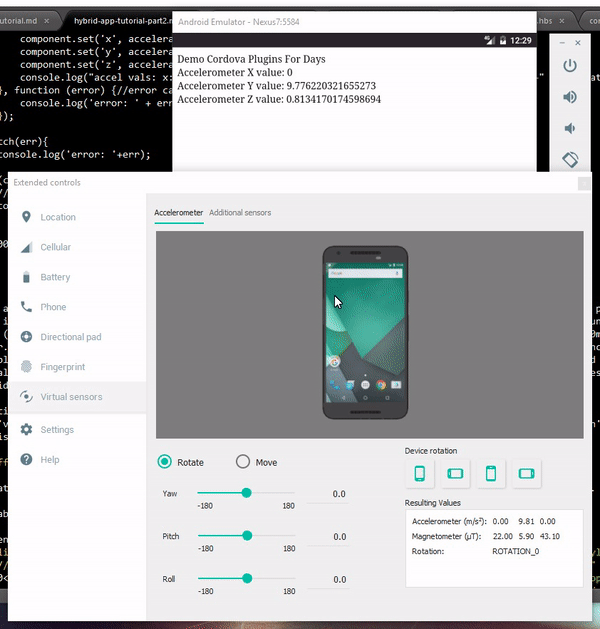 utorial.md ×
hybrid-app-tutorial-part2.m
.hbs ×
component.set('x', accelera
component.set('y', accelera
component.set('z', accelera
console.log("accel vals: x:
}, function (error) {//error ca
console.log('error: ' + err
});
tch(err){
console.log('error: '+err);
Android Emulator - Nexus7:5584
12:29
Demo Cordova Plugins For Days
Accelerometer X value: 0
Accelerometer Y value: 9.776220321655273
Accelerometer Z value: 0.8134170174598694
Extended controls
Location
Cellular
Battery
Phone
Directional pad
Fingerprint
Virtual sensors
Settings
Help
Accelerometer
Additional sensors
Rotate
Move
Yaw
0.0
-180
180
Pitch
0.0
-180
180
Roll
0.0
-180
180
Device rotation
Resulting Values
Accelerometer (m/s²): 0.00 9.81 0.00
Magnetometer (μT): 22.00 5.90 43.10
Rotation: ROTATION_0